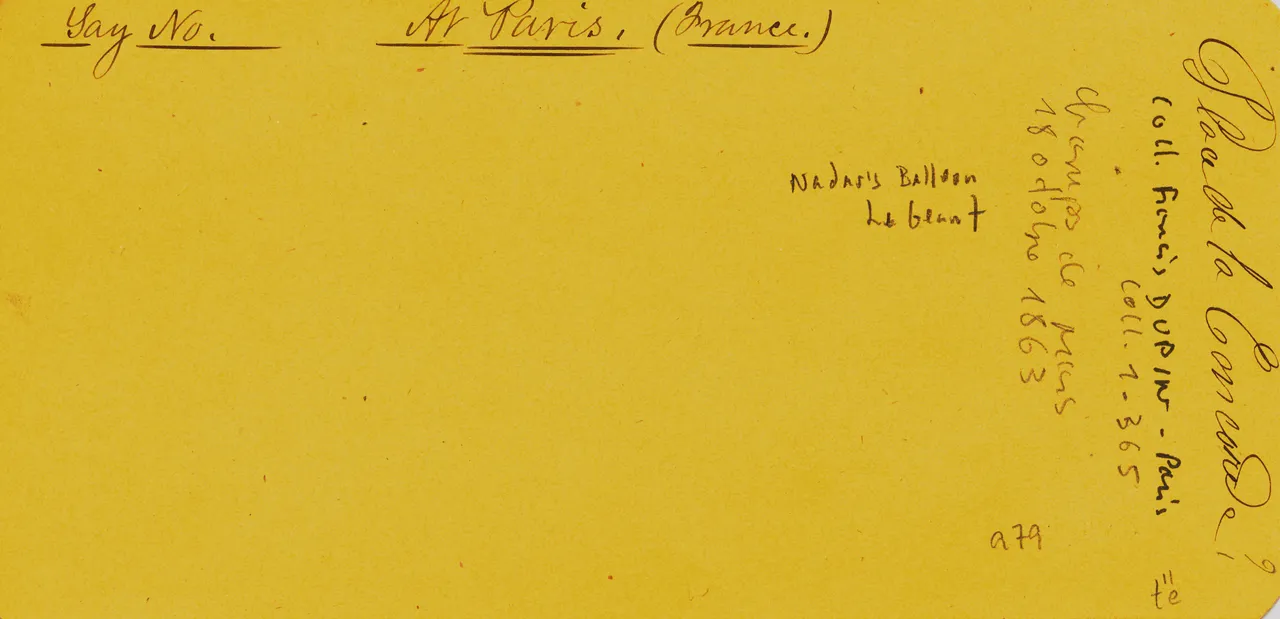 Say No. At Paris. (France.)
Nadar's Balloon
Le Geant
Champs de Mars
18 octobre 1863
coll. Francis DUPIN - Paris
Coll. 1-365
Place de la Concorde
a79